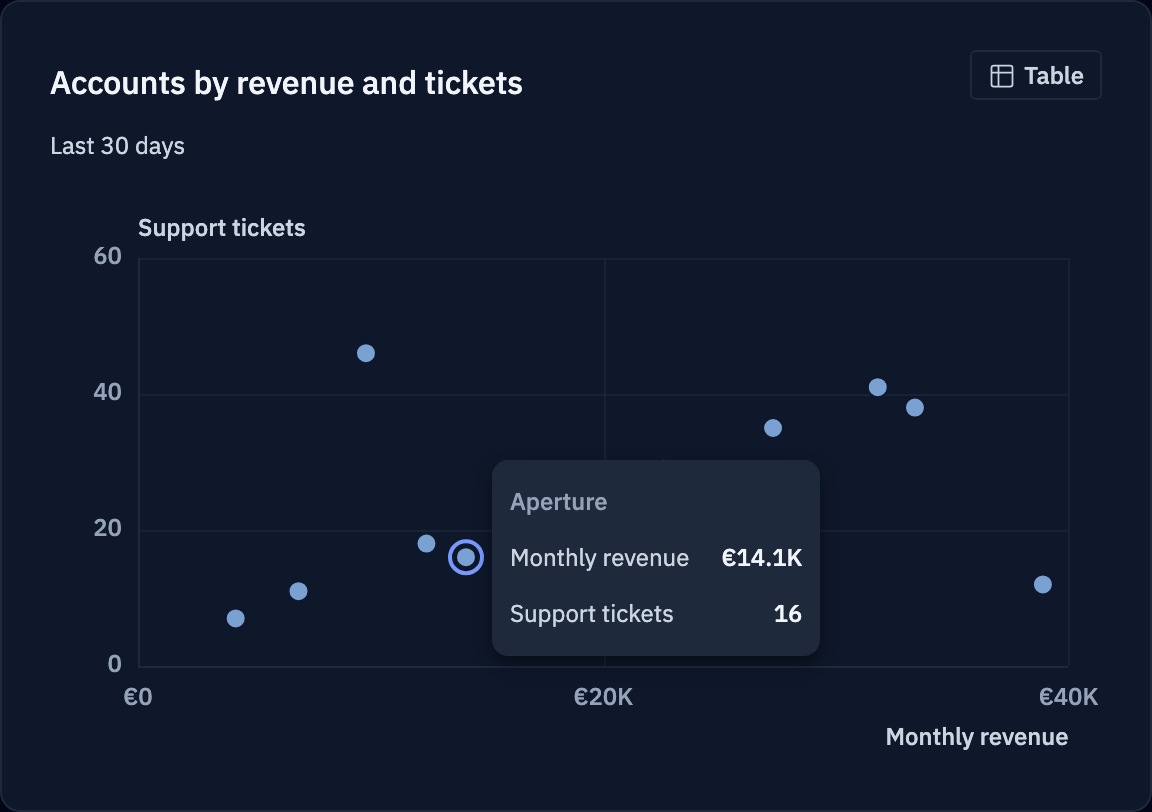 Accounts by revenue and tickets
Table
Last 30 days
Support tickets
60
40
20
0
Aperture
Monthly revenue €14.1K
Support tickets 16
€0 €20K €40K
Monthly revenue